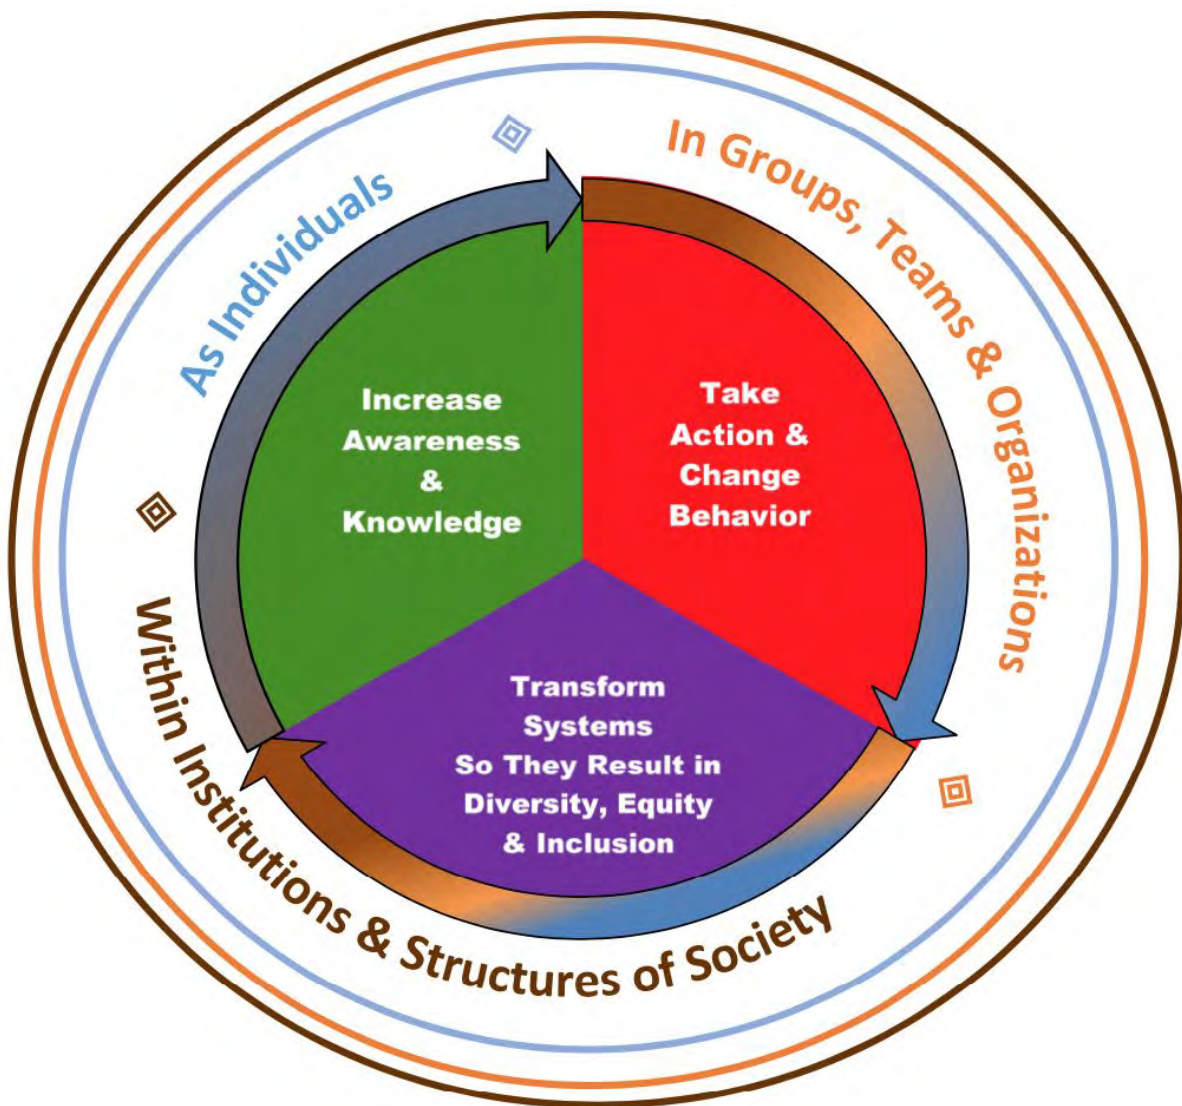 As Individuals
In Groups, Teams & Organizations
Within Institutions & Structures of Society
Increase
Awareness
&
Knowledge
Take
Action &
Change
Behavior
Transform
Systems
So They Result in
Diversity, Equity
& Inclusion